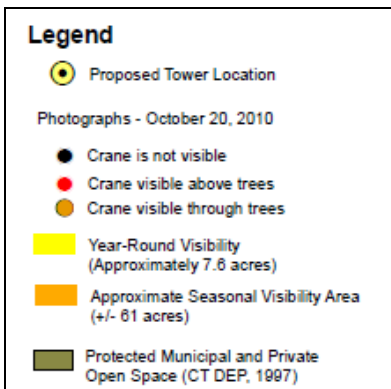 Legend
Proposed Tower Location
Photographs - October 20, 2010
Crane is not visible
Crane visible above trees
Crane visible through trees
Year-Round Visibility
(Approximately 7.6 acres)
Approximate Seasonal Visibility Area
(+/- 61 acres)
Protected Municipal and Private
Open Space (CT DEP, 1997)